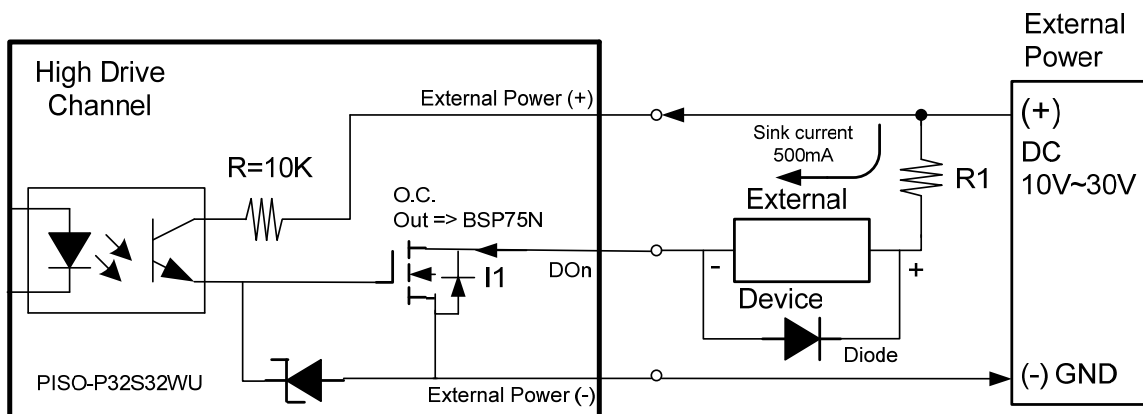 High Drive
Channel
External Power (+)
R=10K
O.C.
Out => BSP75N
I1
DOn
PISO-P32S32WU
External Power (-)
Sink current
500mA
External
Device
-
+
Diode
R1
External
Power
(+)
DC
10V~30V
(-) GND